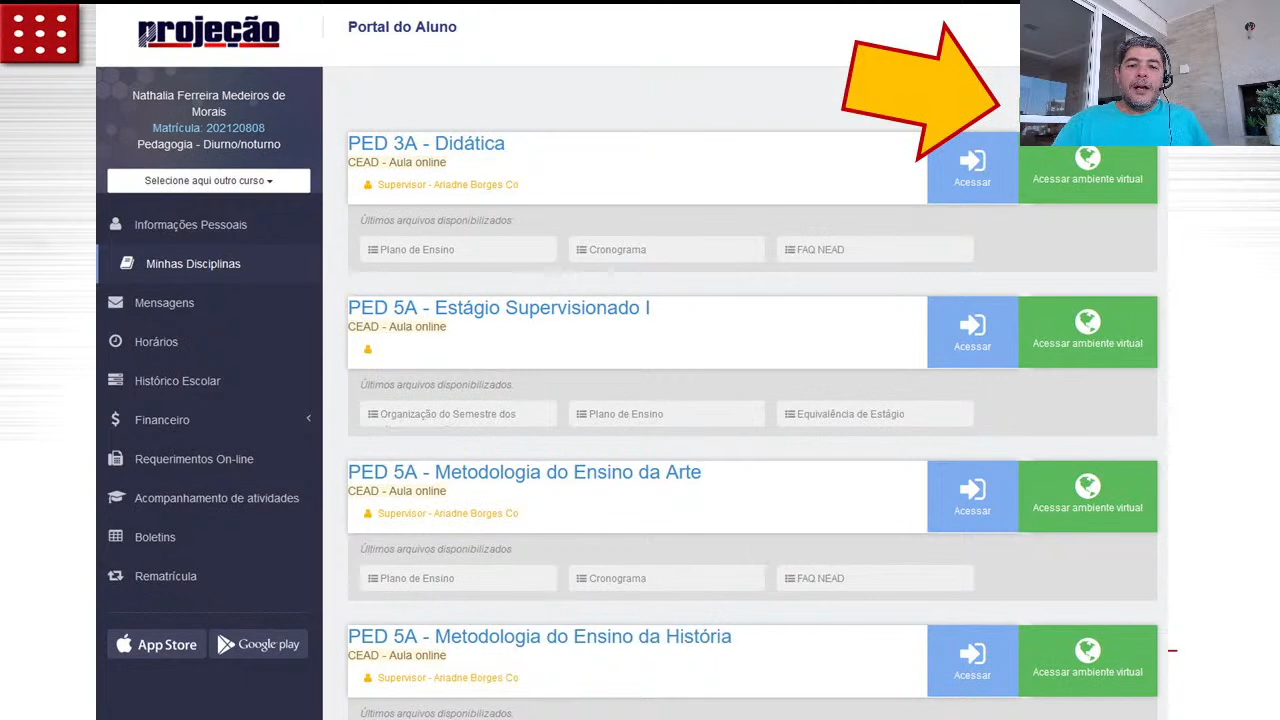 projeção
Portal do Aluno
Nathalia Ferreira Medeiros de
Morais
Matrícula: 202120808
Pedagogia - Diurno/noturno
Selecione aqui outro curso
Informações Pessoais
Minhas Disciplinas
Mensagens
Horários
Histórico Escolar
Financeiro
Requerimentos On-line
Acompanhamento de atividades
Boletins
Rematrícula
App Store
Google play
PED 3A - Didática
CEAD - Aula online
Supervisor - Ariadne Borges Co
Acessar
Acessar ambiente virtual
Últimos arquivos disponibilizados:
Plano de Ensino
Cronograma
FAQ NEAD
PED 5A - Estágio Supervisionado I
CEAD - Aula online
Acessar
Acessar ambiente virtual
Últimos arquivos disponibilizados.
Organização do Semestre dos
Plano de Ensino
Equivalência de Estágio
PED 5A - Metodologia do Ensino da Arte
CEAD - Aula online
Supervisor - Ariadne Borges Co
Acessar
Acessar ambiente virtual
Últimos arquivos disponibilizados
Plano de Ensino
Cronograma
FAQ NEAD
PED 5A - Metodologia do Ensino da História
CEAD - Aula online
Supervisor - Ariadne Borges Co
Acessar
Acessar ambiente virtual
Últimos arquivos disponibilizados.